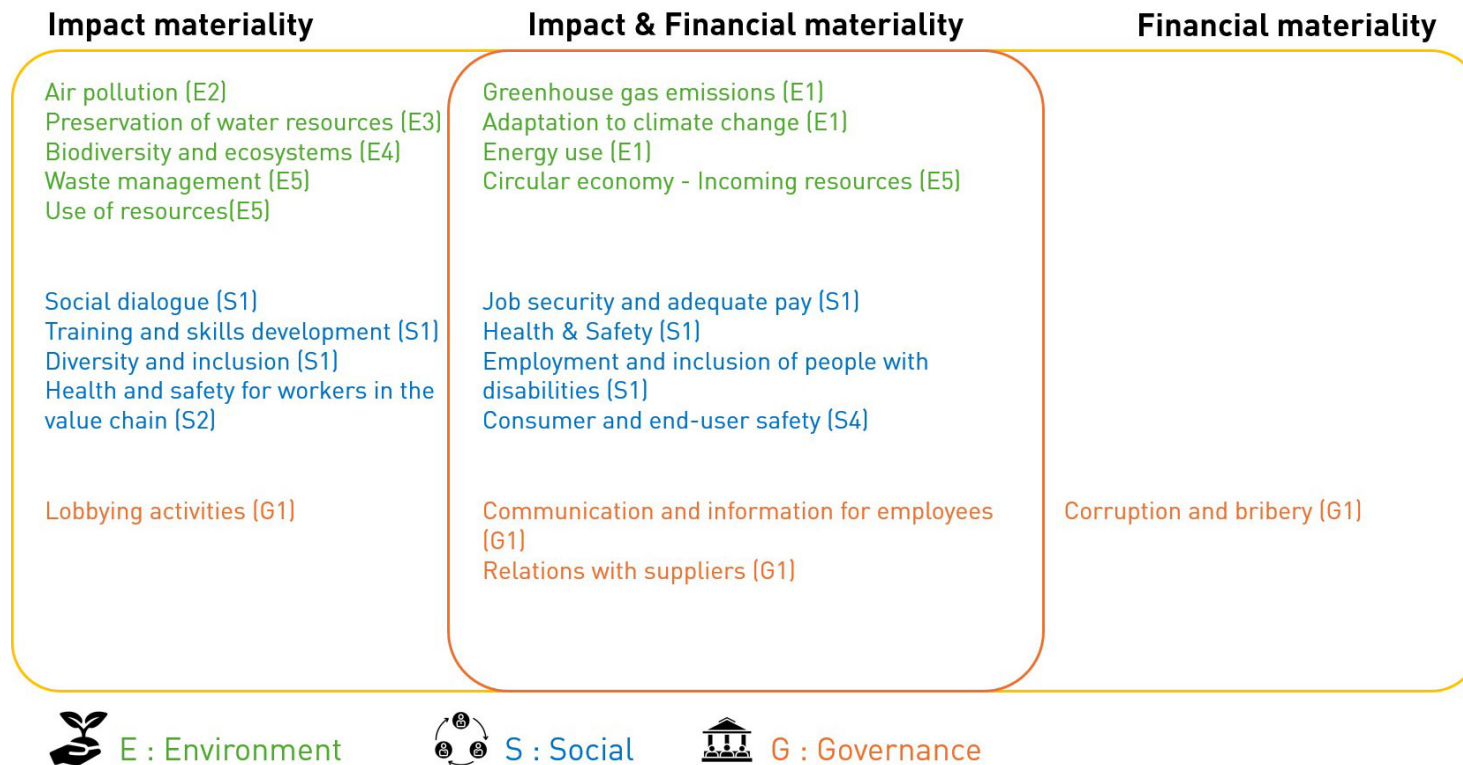 Impact materiality
Impact & Financial materiality
Financial materiality
Air pollution (E2)
Preservation of water resources (E3)
Biodiversity and ecosystems (E4)
Waste management (E5)
Use of resources(E5)
Social dialogue (S1)
Training and skills development (S1)
Diversity and inclusion (S1)
Health and safety for workers in the
value chain (S2)
Lobbying activities (G1)
Greenhouse gas emissions (E1)
Adaptation to climate change (E1)
Energy use (E1)
Circular economy - Incoming resources (E5)
Job security and adequate pay (S1)
Health & Safety (S1)
Employment and inclusion of people with
disabilities (S1)
Consumer and end-user safety (S4)
Communication and information for employees
(G1)
Relations with suppliers (G1)
Corruption and bribery (G1)
E : Environment
S : Social
G : Governance